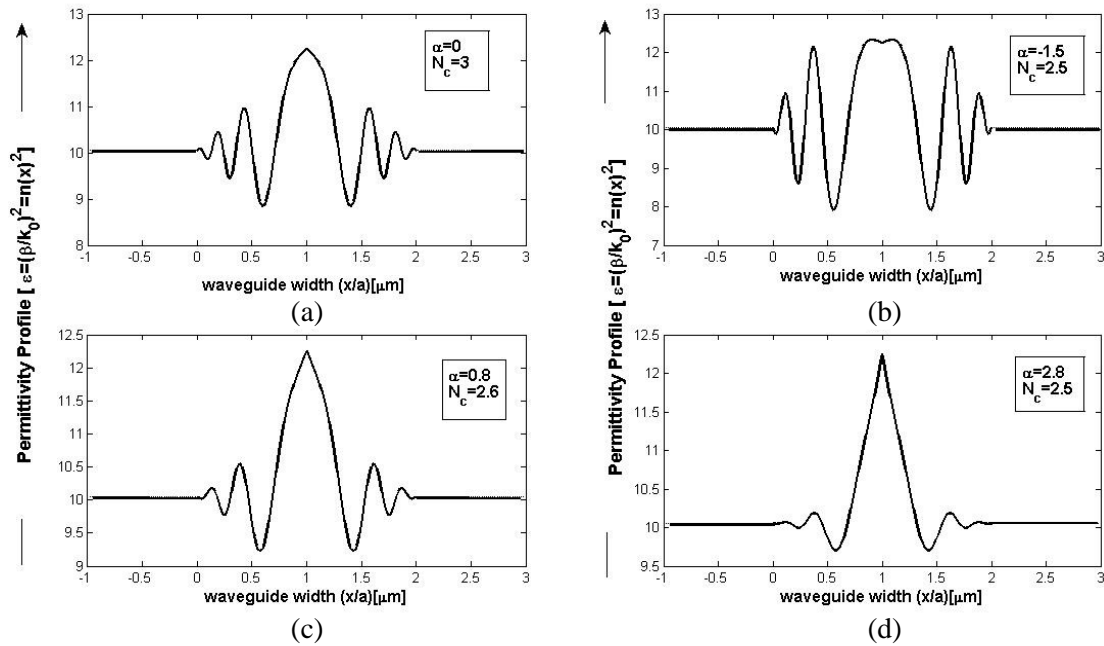 13
12
11
10
9
8
-1 -0.5 0 0.5 1 1.5 2 2.5 3
α=0
N_c=3
waveguide width (x/a)[μm]
(a)
13
12
11
10
9
8
7
-1 -0.5 0 0.5 1 1.5 2 2.5 3
α=-1.5
N_c=2.5
waveguide width (x/a)[μm]
(b)
Permittivity Profile [ ε=(β/k_0)^2=n(x)^2]
12.5
12
11.5
11
10.5
10
9.5
9
-1 -0.5 0 0.5 1 1.5 2 2.5 3
α=0.8
N_c=2.6
waveguide width (x/a)[μm]
(c)
Permittivity Profile [ ε=(β/k_0)^2=n(x)^2]
12.5
12
11.5
11
10.5
10
9.5
-1 -0.5 0 0.5 1 1.5 2 2.5 3
α=2.8
N_c=2.5
waveguide width (x/a)[μm]
(d)